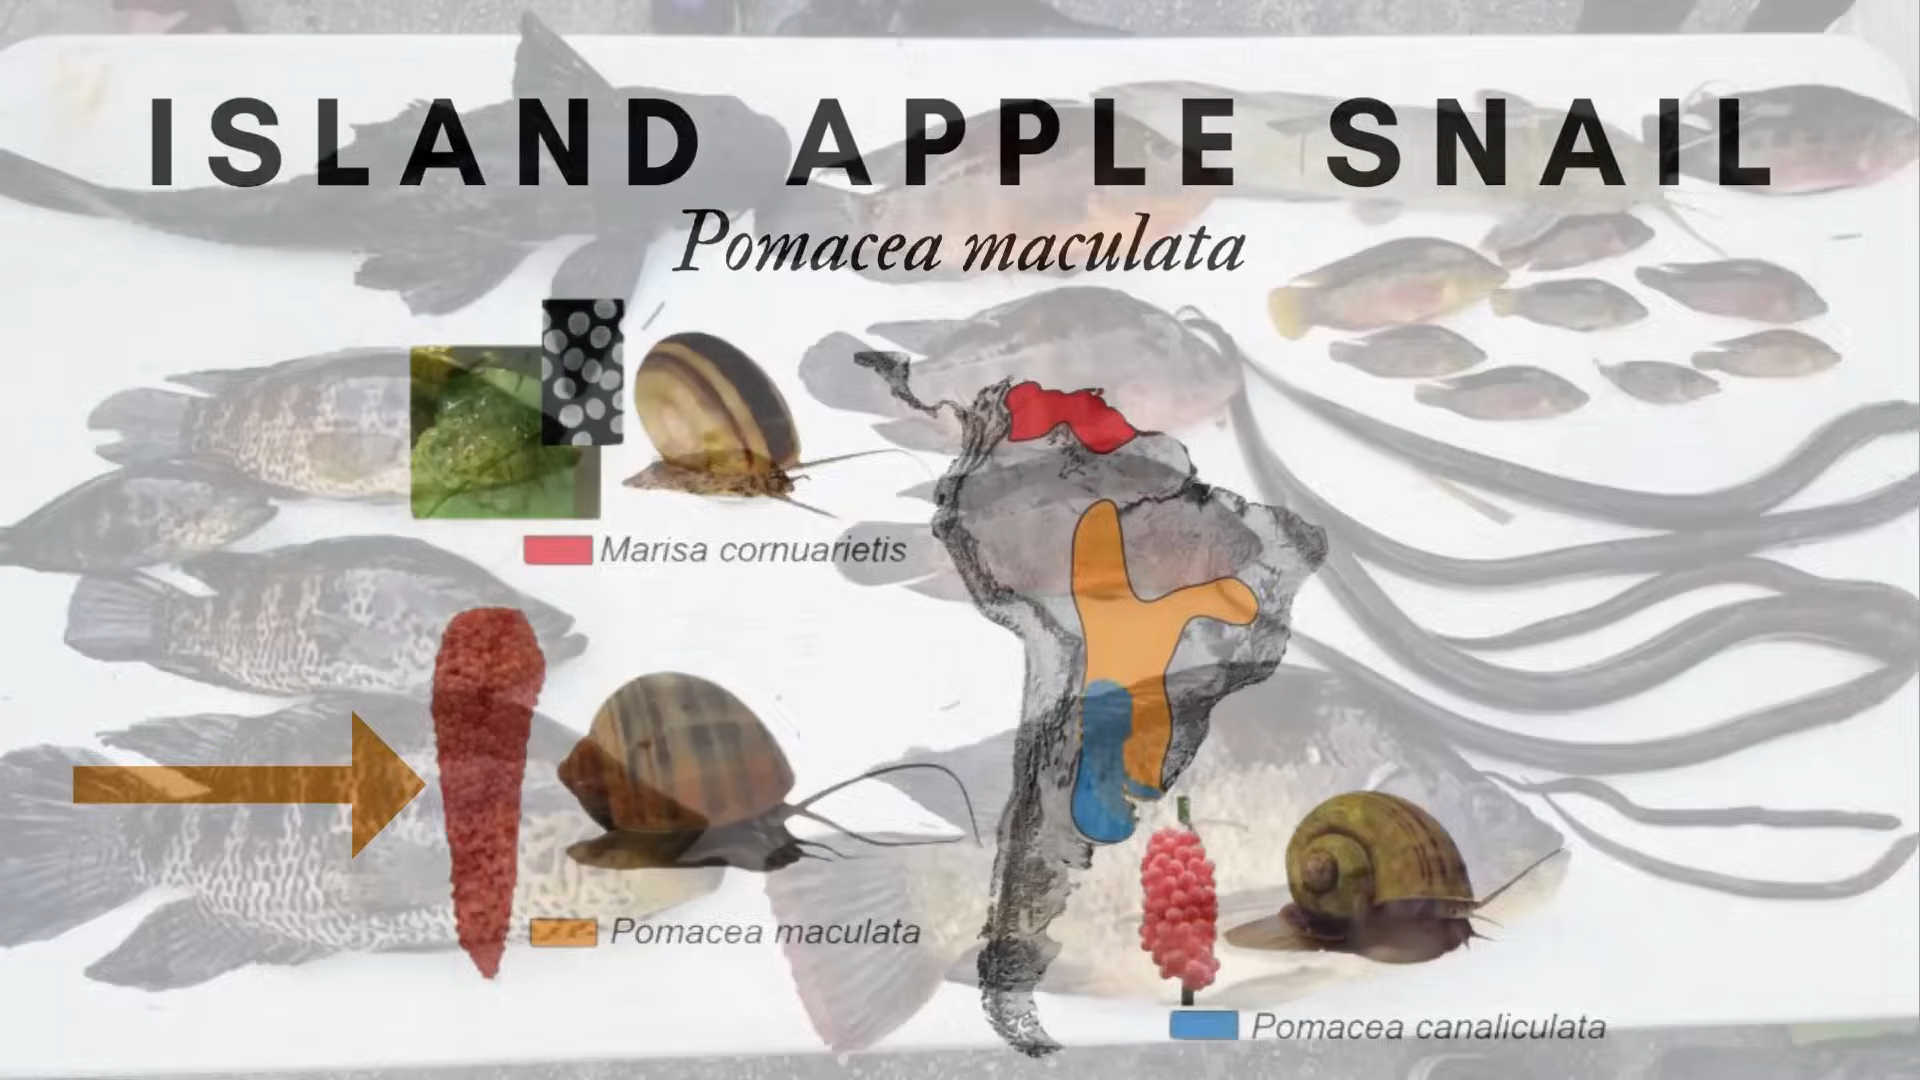 ISLAND APPLE SNAIL
Pomacea maculata
Marisa cornuarietis
Pomacea maculata
Pomacea canaliculata